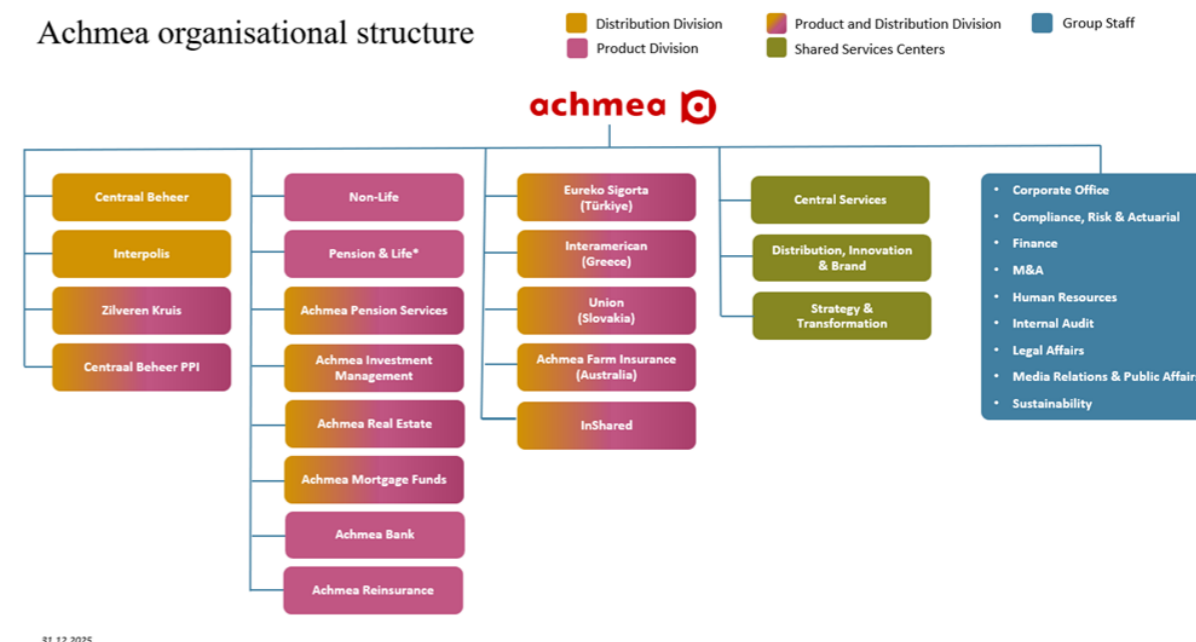 Achmea organisational structure
Distribution Division
Product Division
Product and Distribution Division
Shared Services Centers
Group Staff
achmea
Centraal Beheer
Interpolis
Zilveren Kruis
Centraal Beheer PPI
Non-Life
Pension & Life*
Achmea Pension Services
Achmea Investment
Management
Achmea Real Estate
Achmea Mortgage Funds
Achmea Bank
Achmea Reinsurance
Eureko Sigorta
(Türkiye)
Interamerican
(Greece)
Union
(Slovakia)
Achmea Farm Insurance
(Australia)
InShared
Central Services
Distribution, Innovation
& Brand
Strategy &
Transformation
• Corporate Office
• Compliance, Risk & Actuarial
• Finance
• M&A
• Human Resources
• Internal Audit
• Legal Affairs
• Media Relations & Public Affairs
• Sustainability
31.12.2025